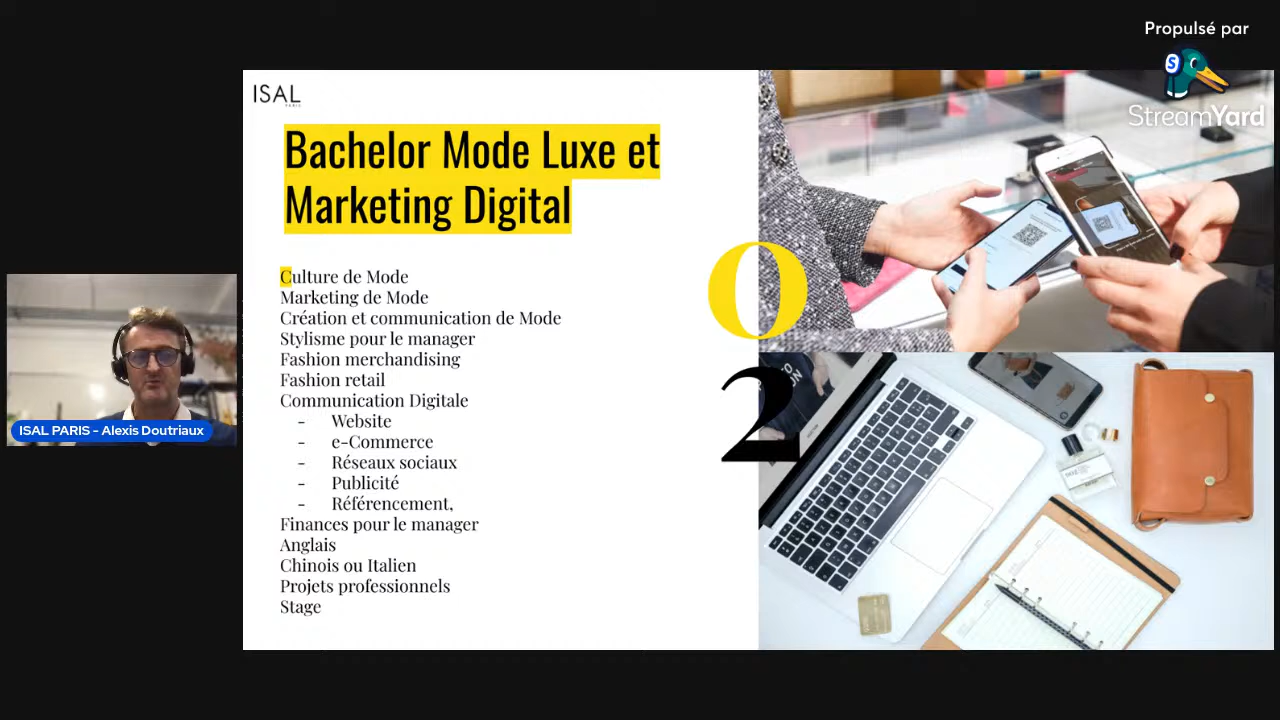 Propulsé par
StreamYard
ISAL
PARIS
Bachelor Mode Luxe et
Marketing Digital
Culture de Mode
Marketing de Mode
Création et communication de Mode
Stylisme pour le manager
Fashion merchandising
Fashion retail
Communication Digitale
- Website
- e-Commerce
- Réseaux sociaux
- Publicité
- Référencement,
Finances pour le manager
Anglais
Chinois ou Italien
Projets professionnels
Stage
0
2
ISAL PARIS - Alexis Doutriaux